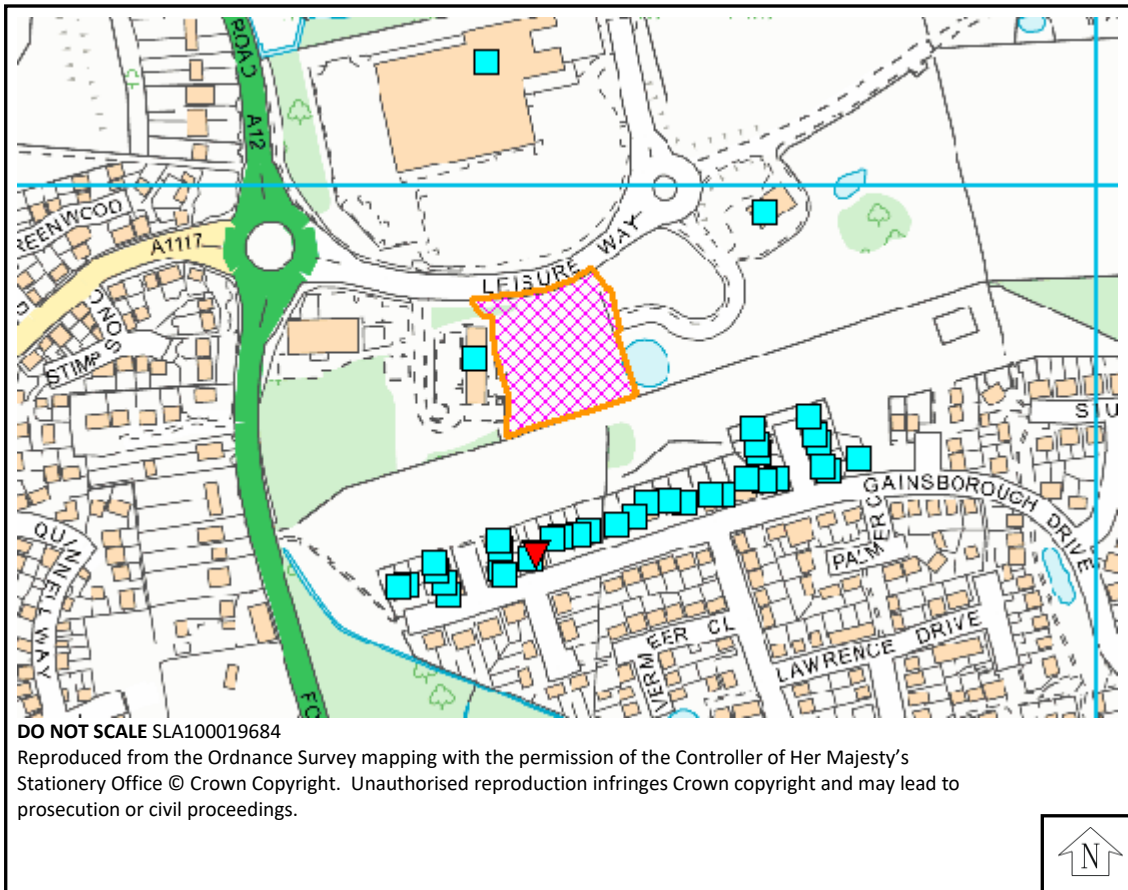 ROAD
A12
GREENWOOD
A1117
LEISURE WAY
STIMPSONS
QUINNELL WAY
GAINSBOROUGH DRIVE
STU
PALMER C
VERMEER CL
LAWRENCE DRIVE
FO
DO NOT SCALE SLA100019684
Reproduced from the Ordnance Survey mapping with the permission of the Controller of Her Majesty’s
Stationery Office © Crown Copyright. Unauthorised reproduction infringes Crown copyright and may lead to
prosecution or civil proceedings.
N